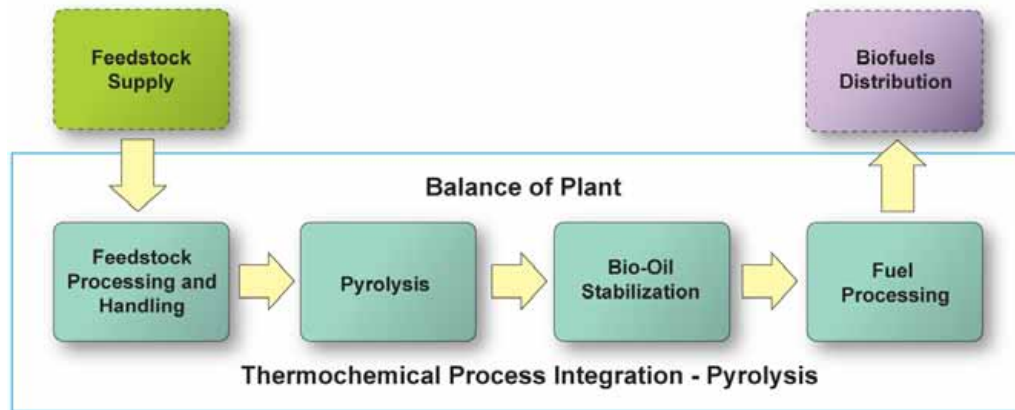 Feedstock
Supply
Biofuels
Distribution
Balance of Plant
Feedstock
Processing and
Handling
Pyrolysis
Bio-Oil
Stabilization
Fuel
Processing
Thermochemical Process Integration - Pyrolysis